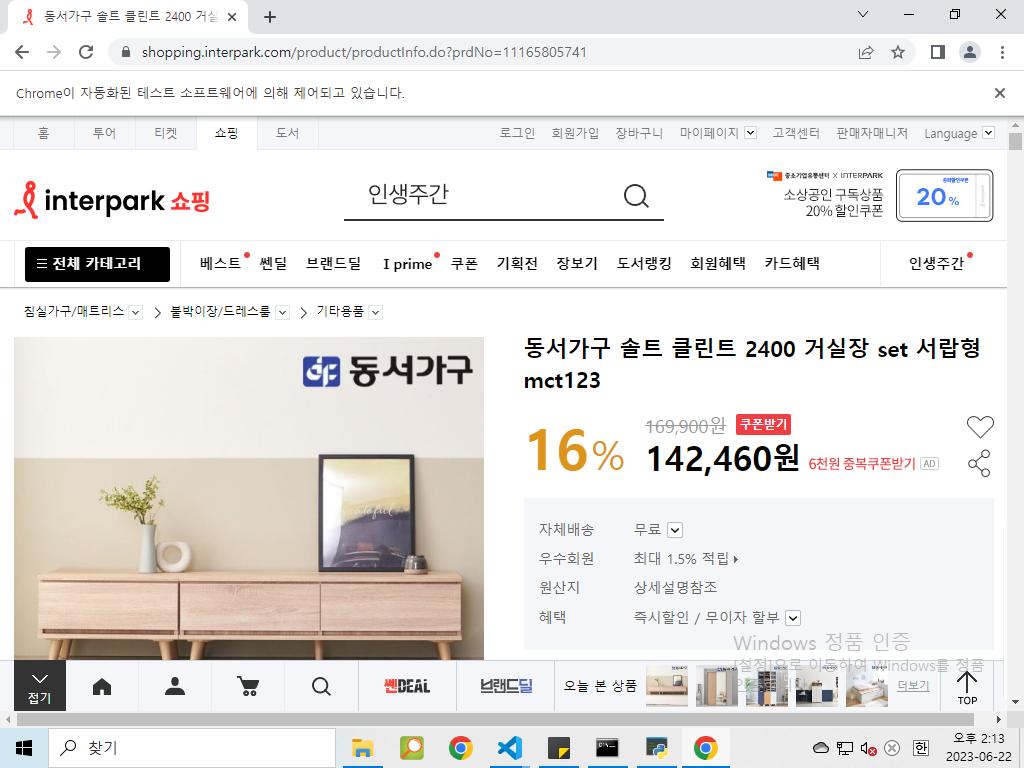 동서가구 솔트 클린트 2400 거실
shopping.interpark.com/product/productInfo.do?prdNo=11165805741
Chrome이 자동화된 테스트 소프트웨어에 의해 제어되고 있습니다.
홈 투어 티켓 쇼핑 도서 로그인 회원가입 장바구니 마이페이지 고객센터 판매자매니저 Language
interpark 쇼핑
인생주간
중소기업유통센터 X INTERPARK
소상공인 구독상품
20% 할인쿠폰
중복할인쿠폰
20%
전체 카테고리 베스트 쎈딜 브랜드딜 I prime 쿠폰 기획전 장보기 도서랭킹 회원혜택 카드혜택 인생주간
침실가구/매트리스 붙박이장/드레스룸 기타용품
동서가구
동서가구 솔트 클린트 2400 거실장 set 서랍형
mct123
16%
169,900원 쿠폰받기
142,460원 6천원 중복쿠폰받기 AD
자체배송 무료
우수회원 최대 1.5% 적립
원산지 상세설명참조
혜택 즉시할인 / 무이자 할부
Windows 정품 인증
[설정]으로 이동하여 Windows를 정품
접기
쎈DEAL
브랜드딜
오늘 본 상품
더보기
TOP
찾기
한
오후 2:13
2023-06-22